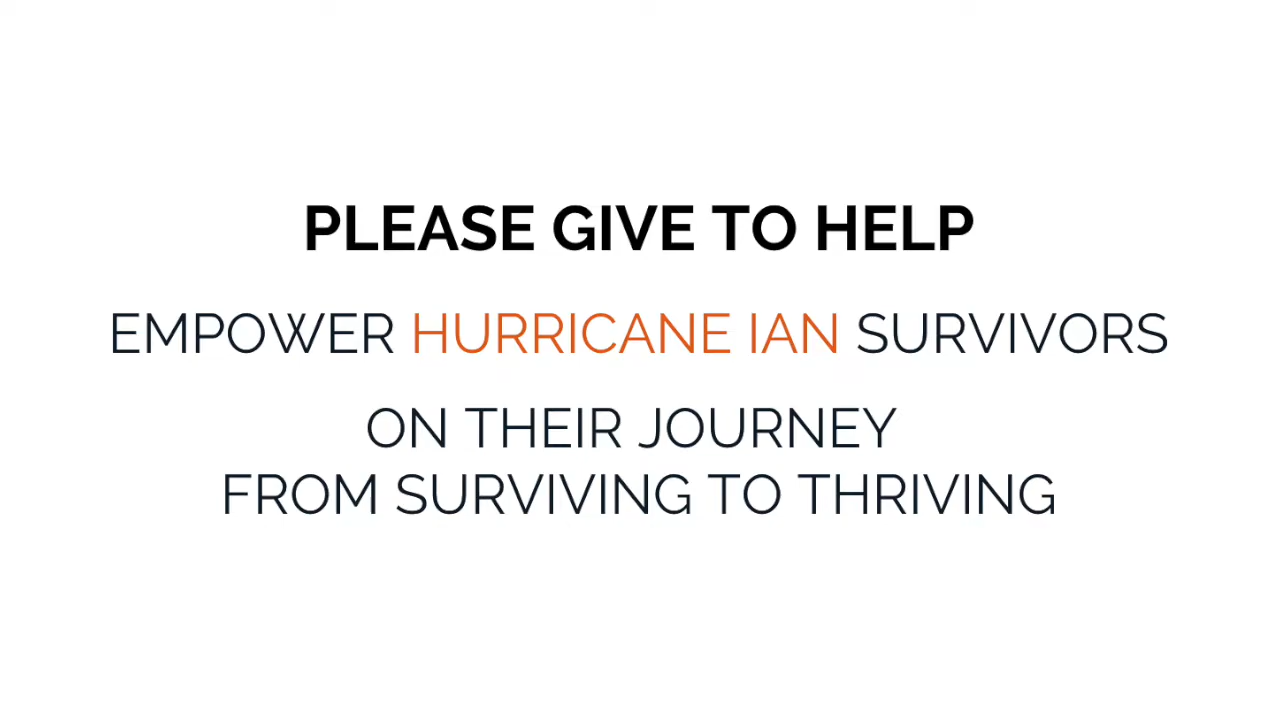 PLEASE GIVE TO HELP
EMPOWER HURRICANE IAN SURVIVORS
ON THEIR JOURNEY
FROM SURVIVING TO THRIVING